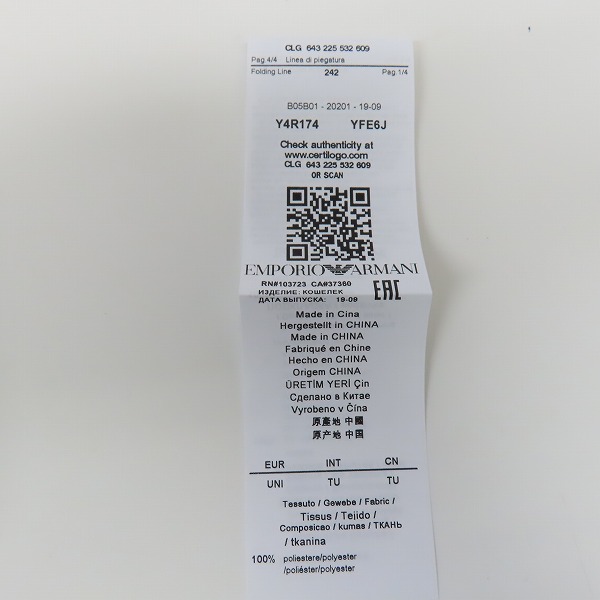 CLG 643 225 532 609
Pag.4/4 Linea di piegatura
Folding Line 242 Pag.1/4
B05B01 - 20201 - 19-09
Y4R174 YFE6J
Check authenticity at
www.certilogo.com
CLG 643 225 532 609
OR SCAN
EMPORIO ARMANI
RN#103723 CA#37360
ИЗДЕЛИЕ: КОШЕЛЕК
ДАТА ВЫПУСКА: 19-09
EAC
Made in Cina
Hergestellt in CHINA
Made in CHINA
Fabriqué en Chine
Hecho en CHINA
Origem CHINA
ÜRETİM YERİ Çin
Сделано в Китае
Vyrobeno v Čína
原產地 中國
原产地 中国
EUR INT CN
UNI TU TU
Tessuto / Gewebe / Fabric /
Tissus / Tejido /
Composicao / kumas / ТКАНЬ
/ tkanina
100% poliestere/polyester
/poliéster/polyester